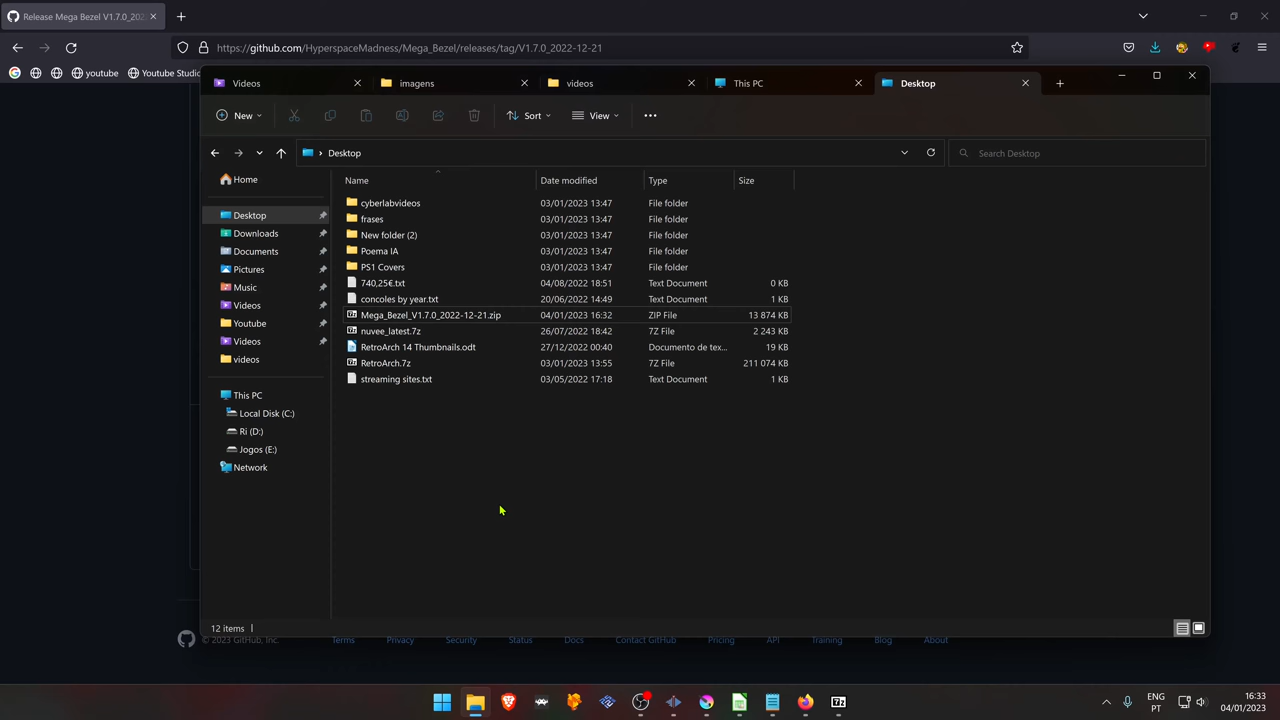 Release Mega Bezel V1.7.0_202
https://github.com/HyperspaceMadness/Mega_Bezel/releases/tag/V1.7.0_2022-12-21
youtube
Youtube Studio
Videos
imagens
videos
This PC
Desktop
New
Sort
View
Desktop
Search Desktop
Home
Desktop
Downloads
Documents
Pictures
Music
Videos
Youtube
Videos
videos
This PC
Local Disk (C:)
Ri (D:)
Jogos (E:)
Network
Name Date modified Type Size
cyberlabvideos 03/01/2023 13:47 File folder
frases 03/01/2023 13:47 File folder
New folder (2) 03/01/2023 13:47 File folder
Poema IA 03/01/2023 13:47 File folder
PS1 Covers 03/01/2023 13:47 File folder
740,25€.txt 04/08/2022 18:51 Text Document 0 KB
concoles by year.txt 20/06/2022 14:49 Text Document 1 KB
Mega_Bezel_V1.7.0_2022-12-21.zip 04/01/2023 16:32 ZIP File 13 874 KB
nuvee_latest.7z 26/07/2022 18:42 7Z File 2 243 KB
RetroArch 14 Thumbnails.odt 27/12/2022 00:40 Documento de tex... 19 KB
RetroArch.7z 03/01/2023 13:55 7Z File 211 074 KB
streaming sites.txt 03/05/2022 17:18 Text Document 1 KB
12 items
© 2023 GitHub, Inc. Terms Privacy Security Status Docs Contact GitHub Pricing API Training Blog About
7z
ENG
PT
16:33
04/01/2023